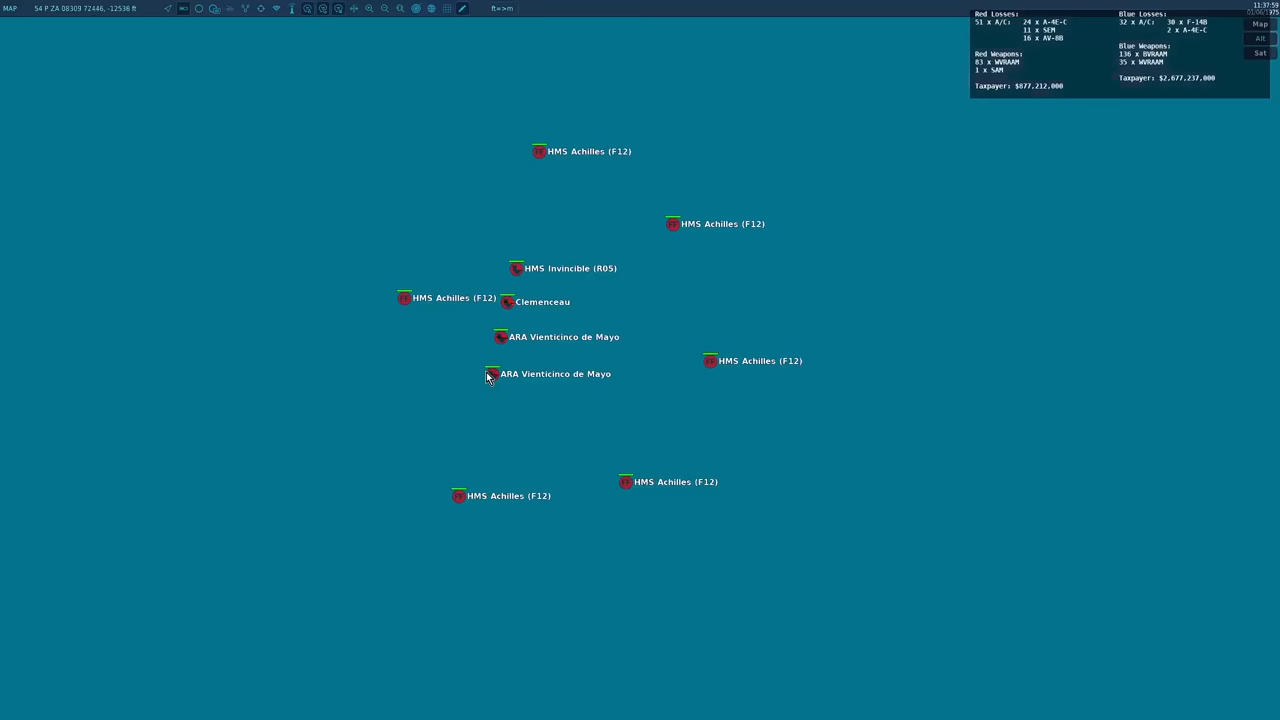 MAP
54 P ZA 08309 72446, -12536 ft
ft=>m
11:37:59
Red Losses:
51 x A/C: 24 x A-4E-C
11 x SEM
16 x AV-8B
Red Weapons:
83 x WVRAAM
1 x SAM
Taxpayer: $877,212,000
Blue Losses:
32 x A/C: 30 x F-14B
2 x A-4E-C
Blue Weapons:
136 x BVRAAM
35 x WVRAAM
Taxpayer: $2,677,237,000
Map
Alt
Sat
HMS Achilles (F12)
HMS Achilles (F12)
HMS Invincible (R05)
HMS Achilles (F12)
Clemenceau
ARA Vienticinco de Mayo
HMS Achilles (F12)
ARA Vienticinco de Mayo
HMS Achilles (F12)
HMS Achilles (F12)